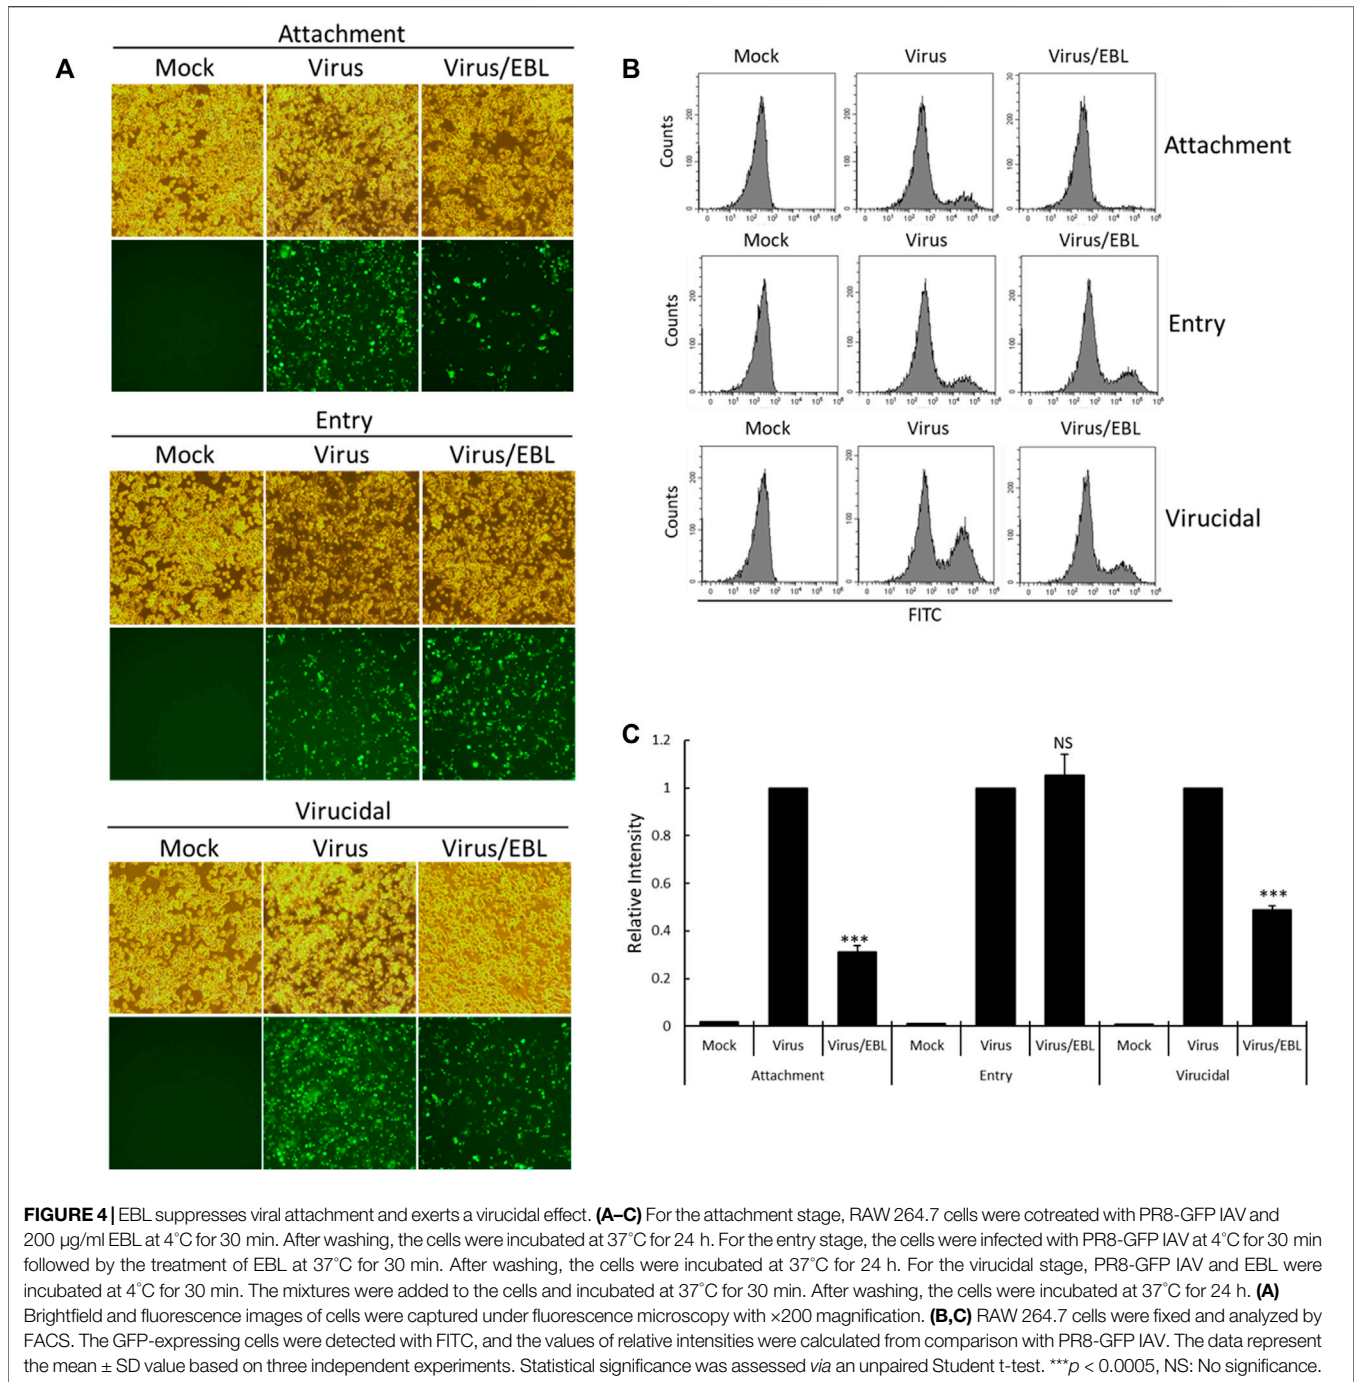 A
Attachment
Mock Virus Virus/EBL
Entry
Mock Virus Virus/EBL
Virucidal
Mock Virus Virus/EBL
B
Mock Virus Virus/EBL
Counts
Attachment
Mock Virus Virus/EBL
Counts
Entry
Mock Virus Virus/EBL
Counts
Virucidal
FITC
C
Relative Intensity
1.2
1
0.8
0.6
0.4
0.2
0
***
NS
***
Mock Virus Virus/EBL Mock Virus Virus/EBL Mock Virus Virus/EBL
Attachment Entry Virucidal
FIGURE 4 | EBL suppresses viral attachment and exerts a virucidal effect. (A–C) For the attachment stage, RAW 264.7 cells were cotreated with PR8-GFP IAV and
200 μg/ml EBL at 4°C for 30 min. After washing, the cells were incubated at 37°C for 24 h. For the entry stage, the cells were infected with PR8-GFP IAV at 4°C for 30 min
followed by the treatment of EBL at 37°C for 30 min. After washing, the cells were incubated at 37°C for 24 h. For the virucidal stage, PR8-GFP IAV and EBL were
incubated at 4°C for 30 min. The mixtures were added to the cells and incubated at 37°C for 30 min. After washing, the cells were incubated at 37°C for 24 h. (A)
Brightfield and fluorescence images of cells were captured under fluorescence microscopy with ×200 magnification. (B,C) RAW 264.7 cells were fixed and analyzed by
FACS. The GFP-expressing cells were detected with FITC, and the values of relative intensities were calculated from comparison with PR8-GFP IAV. The data represent
the mean ± SD value based on three independent experiments. Statistical significance was assessed via an unpaired Student t-test. ***p < 0.0005, NS: No significance.